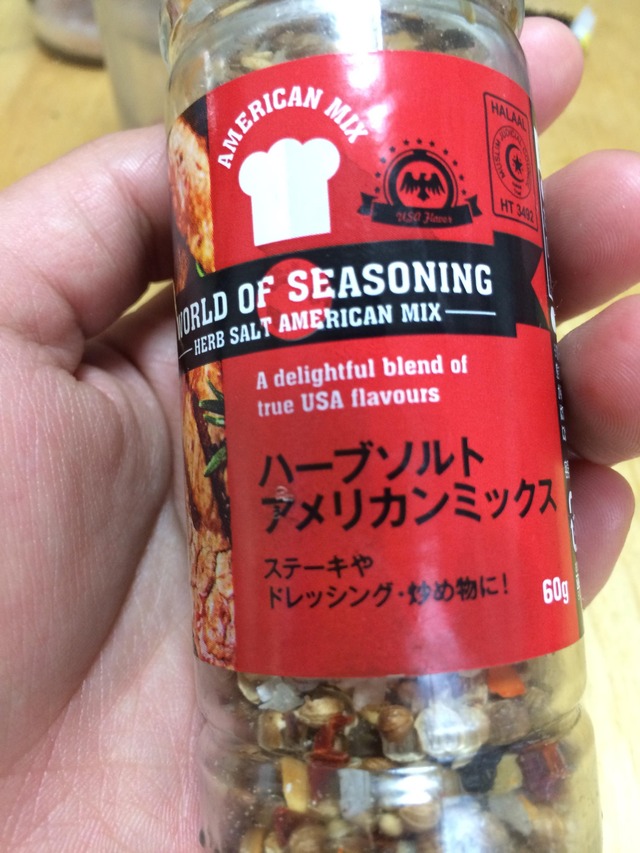 AMERICAN MIX
HALAAL
HT 3492
USA Flavor
WORLD OF SEASONING
HERB SALT AMERICAN MIX
A delightful blend of
true USA flavours
ハーブソルト
アメリカンミックス
ステーキや
ドレッシング・炒め物に!
60g